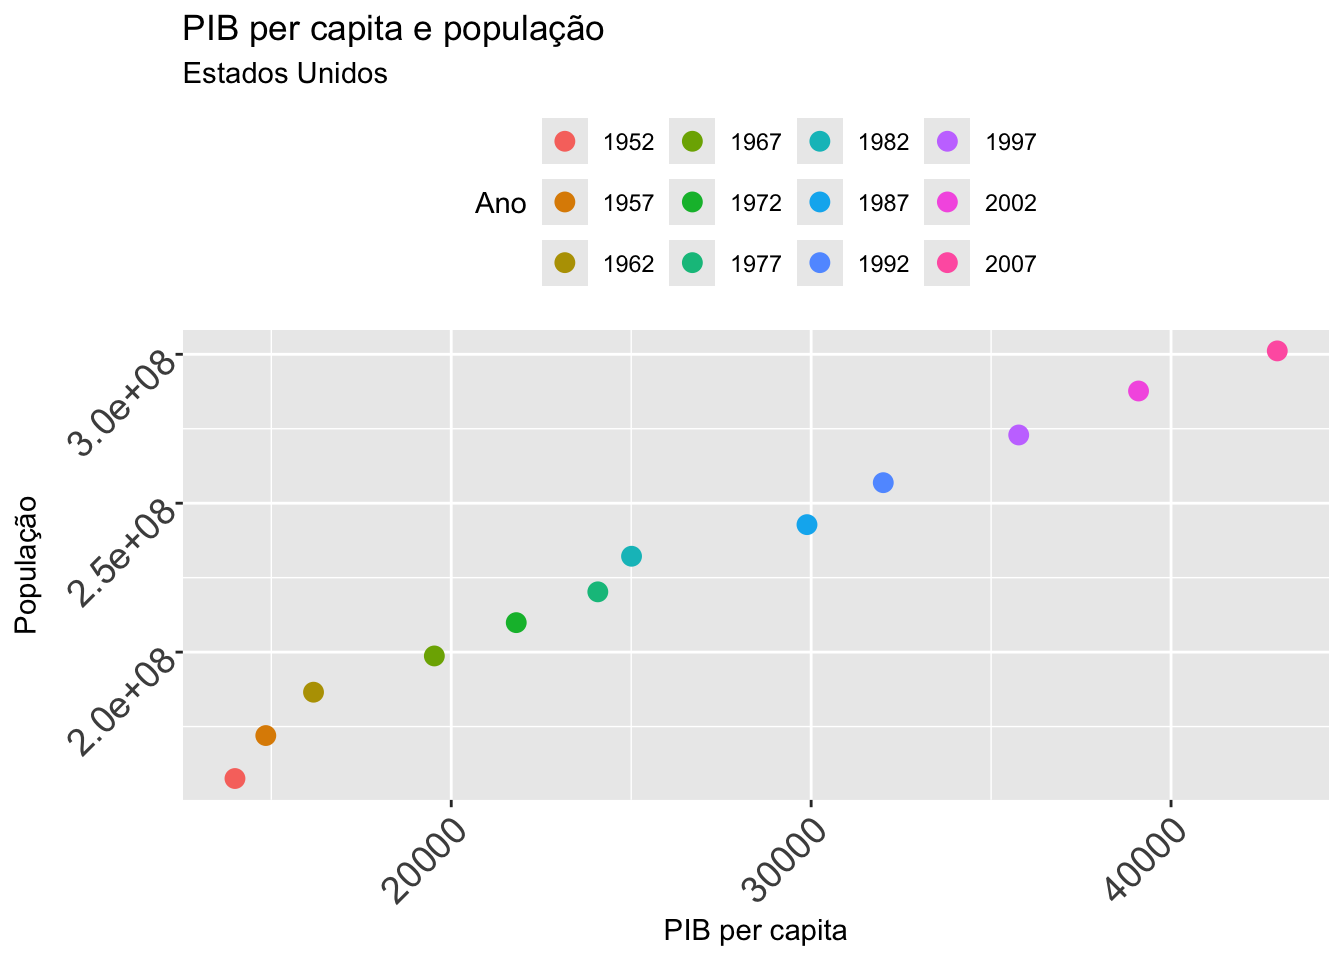 PIB per capita e população
Estados Unidos
Ano
1952 1967 1982 1997
1957 1972 1987 2002
1962 1977 1992 2007
População
3.0e+08
2.5e+08
2.0e+08
20000 30000 40000
PIB per capita